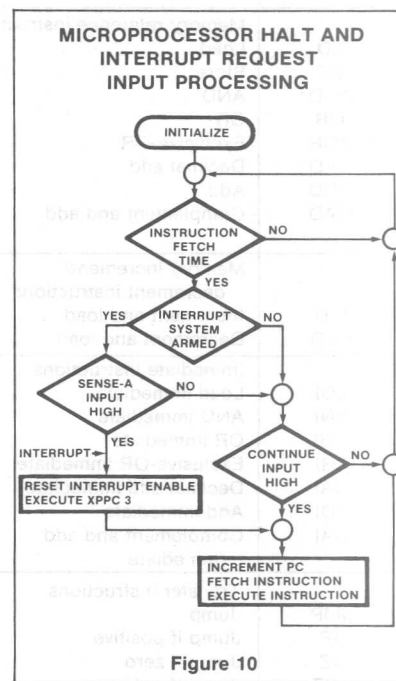 MICROPROCESSOR HALT AND
INTERRUPT REQUEST
INPUT PROCESSING
INITIALIZE
INSTRUCTION
FETCH
TIME
NO
YES
YES
INTERRUPT
SYSTEM
ARMED
NO
SENSE-A
INPUT
HIGH
NO
YES
INTERRUPT
CONTINUE
INPUT
HIGH
NO
YES
RESET INTERRUPT ENABLE
EXECUTE XPPC 3
INCREMENT PC
FETCH INSTRUCTION
EXECUTE INSTRUCTION
Figure 10